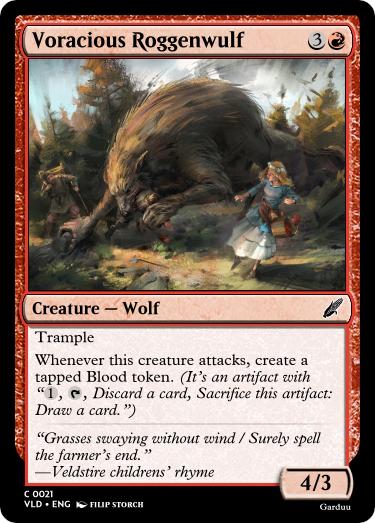 Voracious Roggenwulf 3
Creature — Wolf
Trample
Whenever this creature attacks, create a
tapped Blood token. (It's an artifact with
“1, , Discard a card, Sacrifice this artifact:
Draw a card.”)
“Grasses swaying without wind / Surely spell
the farmer's end.”
—Veldstire childrens' rhyme
4/3
C 0021
VLD • ENG FILIP STORCH
Garduu